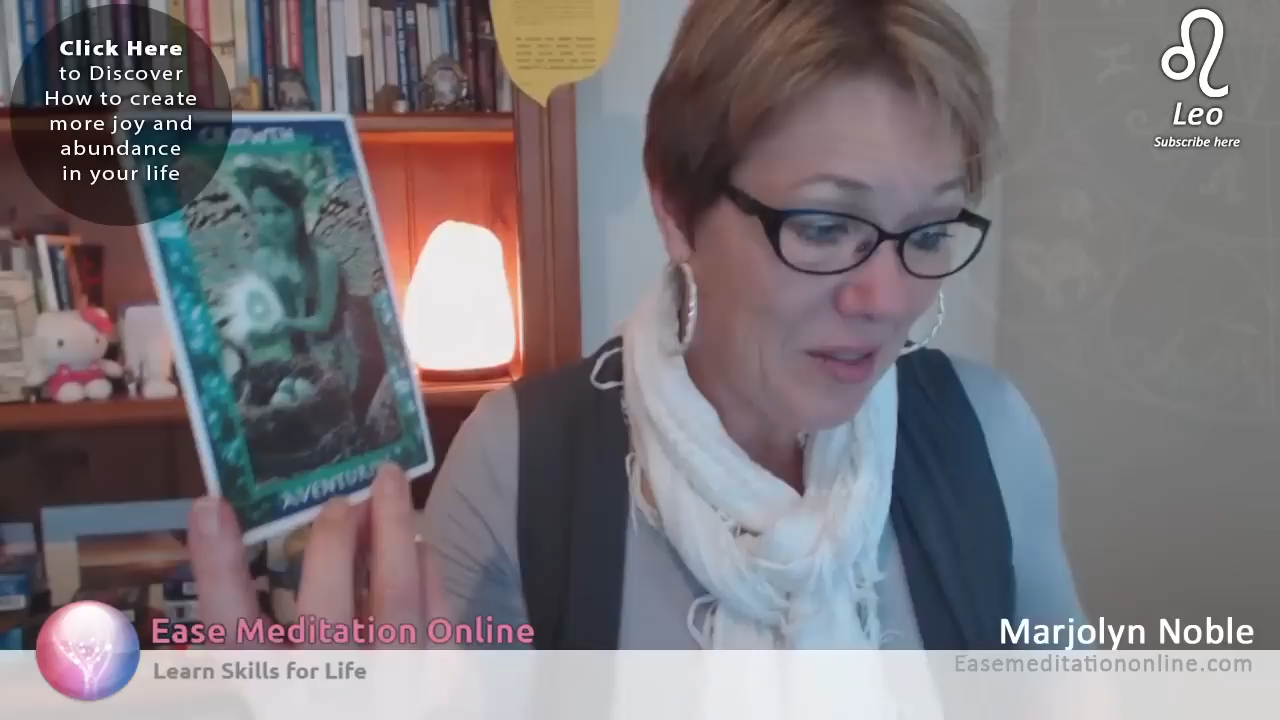 Click Here
to Discover
How to create
more joy and
abundance
in your life
Leo
Subscribe here
GROWTH
Ease Meditation Online
Learn Skills for Life
Marjolyn Noble
Easemeditationonline.com